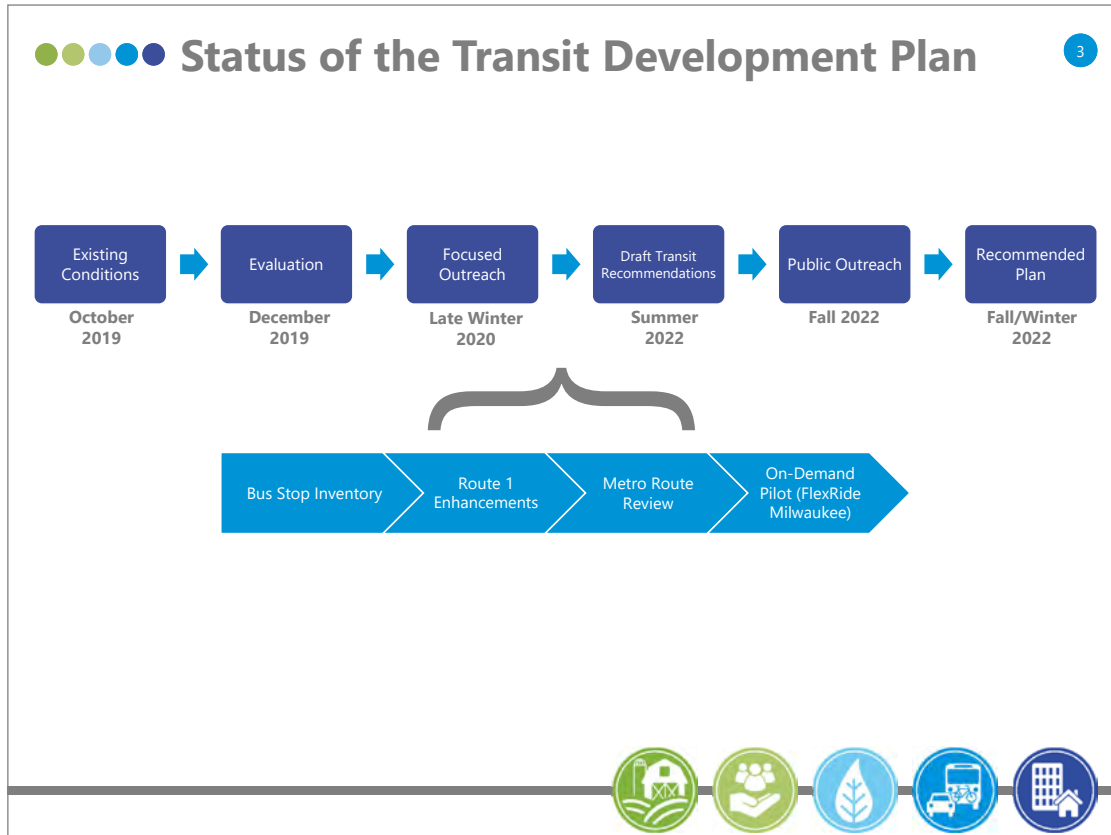 Status of the Transit Development Plan
3
Existing
Conditions
Evaluation
Focused
Outreach
Draft Transit
Recommendations
Public Outreach
Recommended
Plan
October
2019
December
2019
Late Winter
2020
Summer
2022
Fall 2022
Fall/Winter
2022
Bus Stop Inventory
Route 1
Enhancements
Metro Route
Review
On-Demand
Pilot (FlexRide
Milwaukee)